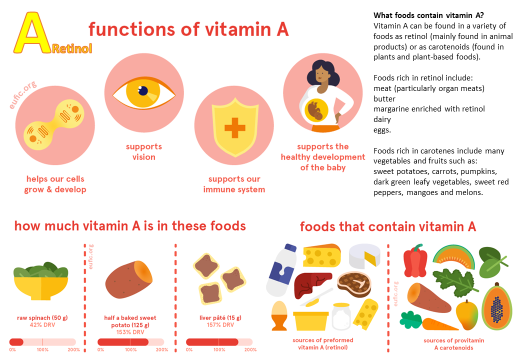 A
Retinol
functions of vitamin A
eufic.org
helps our cells
grow & develop
supports
vision
supports our
immune system
supports the
healthy development
of the baby
What foods contain vitamin A?
Vitamin A can be found in a variety of
foods as retinol (mainly found in animal
products) or as carotenoids (found in
plants and plant-based foods).
Foods rich in retinol include:
meat (particularly organ meats)
butter
margarine enriched with retinol
dairy
eggs.
Foods rich in carotenes include many
vegetables and fruits such as:
sweet potatoes, carrots, pumpkins,
dark green leafy vegetables, sweet red
peppers, mangoes and melons.
how much vitamin A is in these foods
raw spinach (50 g)
42% DRV
0% 100% 200%
half a baked sweet
potato (125 g)
153% DRV
0% 100% 200%
liver pâté (15 g)
157% DRV
0% 100% 200%
foods that contain vitamin A
sources of preformed
vitamin A (retinol)
sources of provitamin
A carotenoids